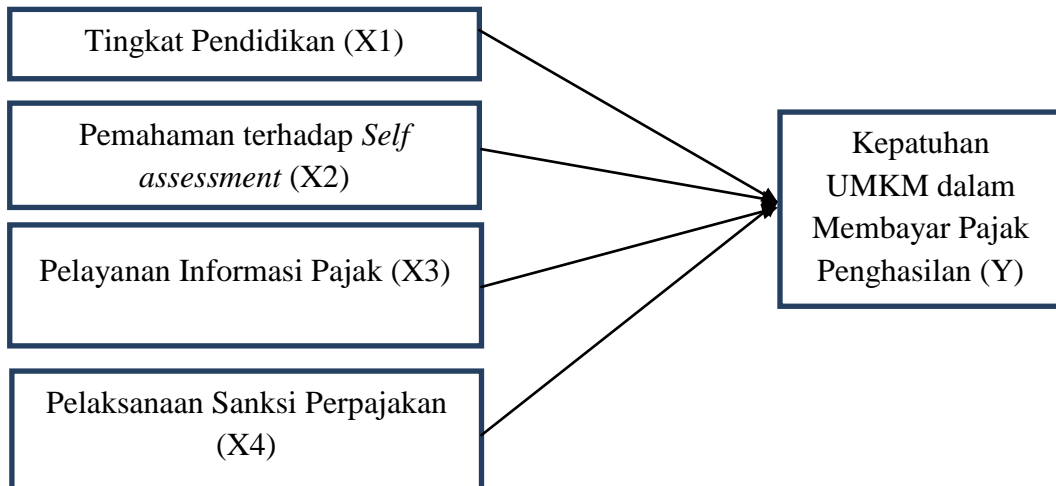 Tingkat Pendidikan (X1)
Pemahaman terhadap Self
assessment (X2)
Pelayanan Informasi Pajak (X3)
Pelaksanaan Sanksi Perpajakan
(X4)
Kepatuhan
UMKM dalam
Membayar Pajak
Penghasilan (Y)